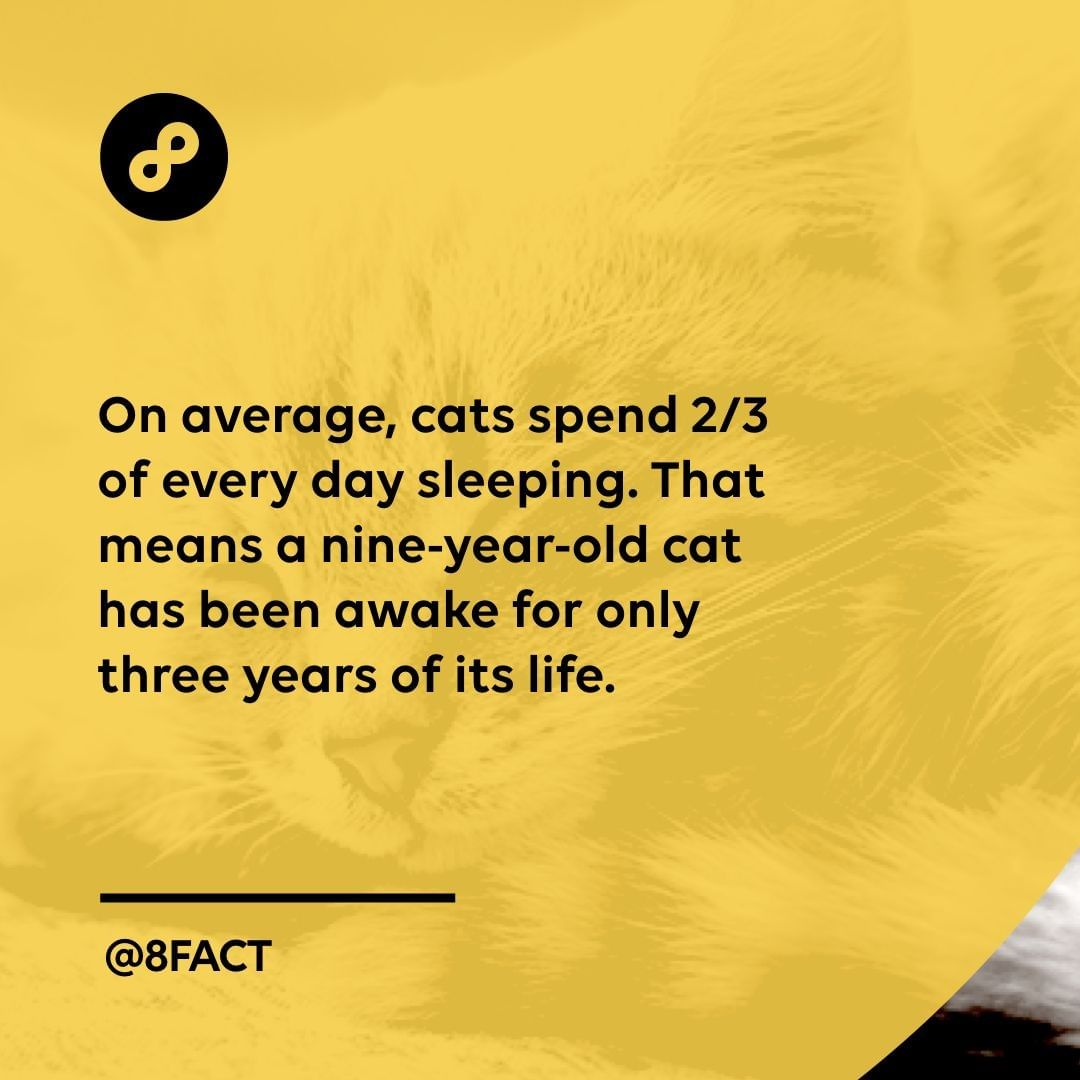 On average, cats spend 2/3
of every day sleeping. That
means a nine-year-old cat
has been awake for only
three years of its life.
@8FACT